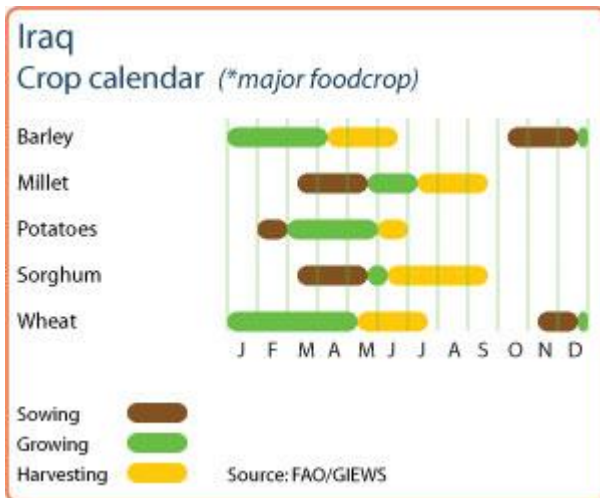 Iraq
Crop calendar (*major foodcrop)
Barley
Millet
Potatoes
Sorghum
Wheat
J F M A M J J A S O N D
Sowing
Growing
Harvesting Source: FAO/GIEWS